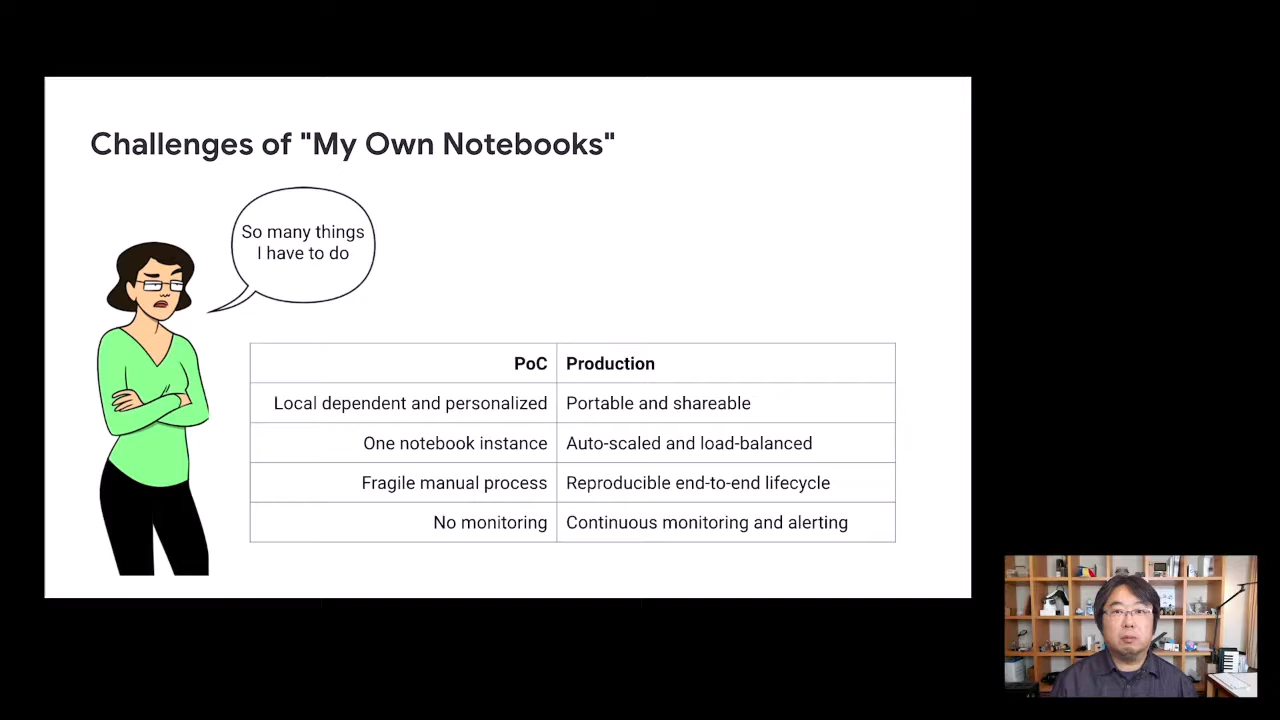 Challenges of "My Own Notebooks"
So many things
I have to do
PoC Production
Local dependent and personalized Portable and shareable
One notebook instance Auto-scaled and load-balanced
Fragile manual process Reproducible end-to-end lifecycle
No monitoring Continuous monitoring and alerting